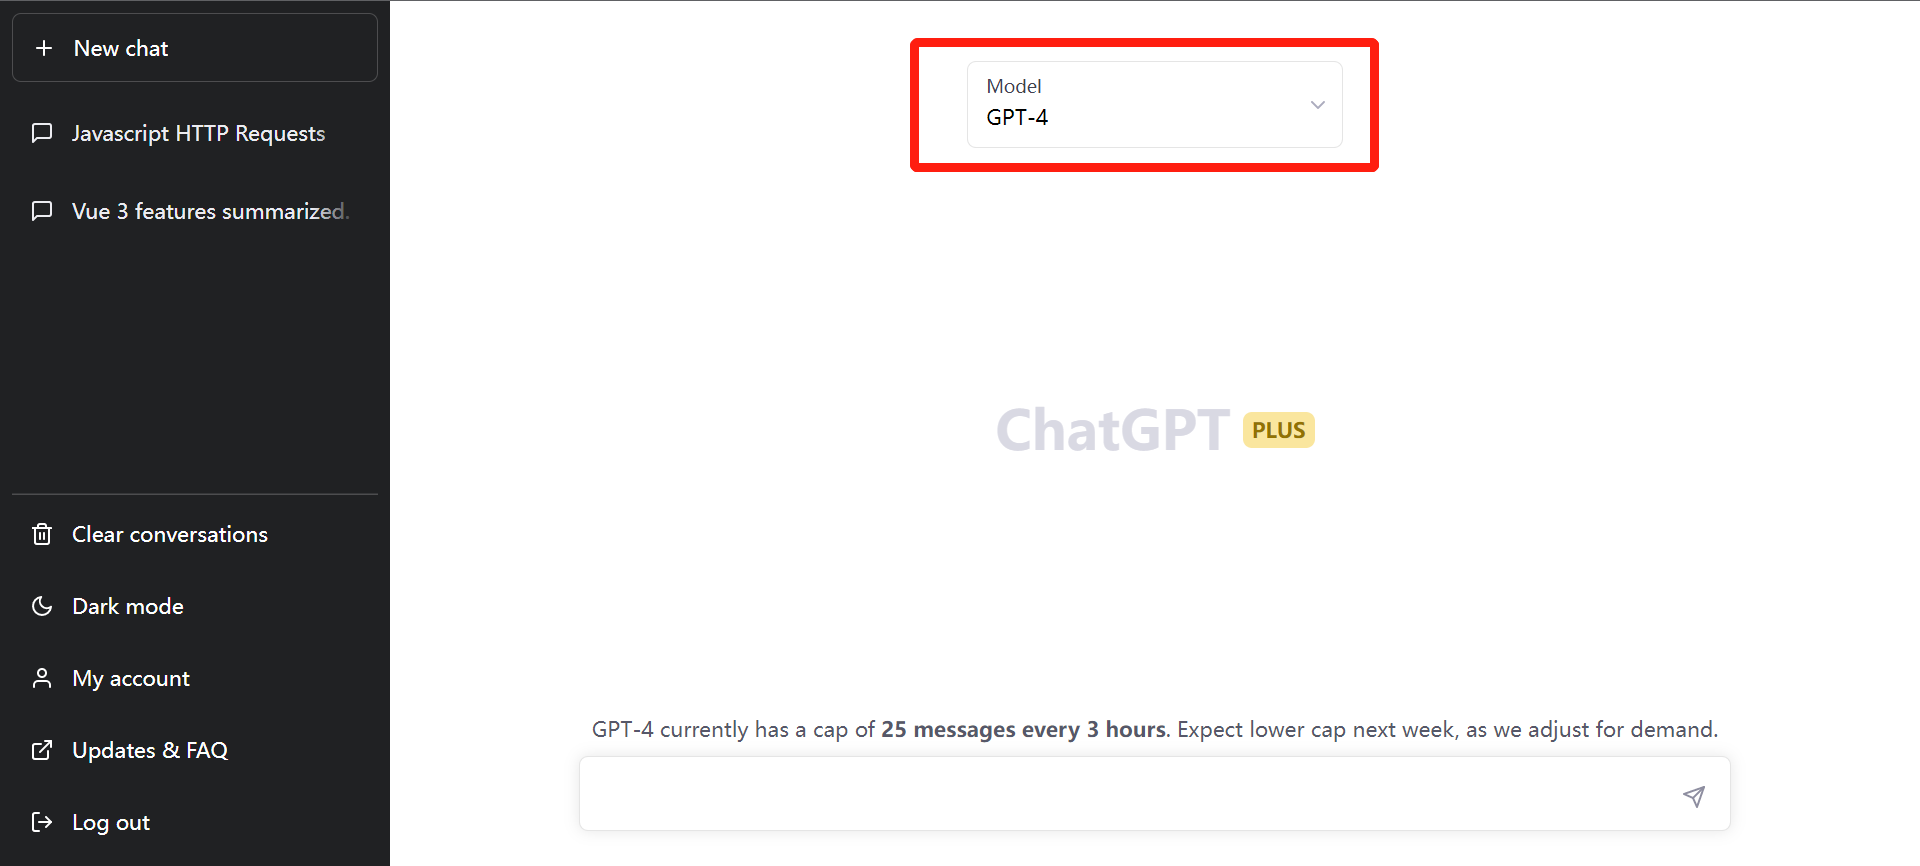 New chat
Javascript HTTP Requests
Vue 3 features summarized.
Clear conversations
Dark mode
My account
Updates & FAQ
Log out
Model
GPT-4
ChatGPT PLUS
GPT-4 currently has a cap of 25 messages every 3 hours. Expect lower cap next week, as we adjust for demand.